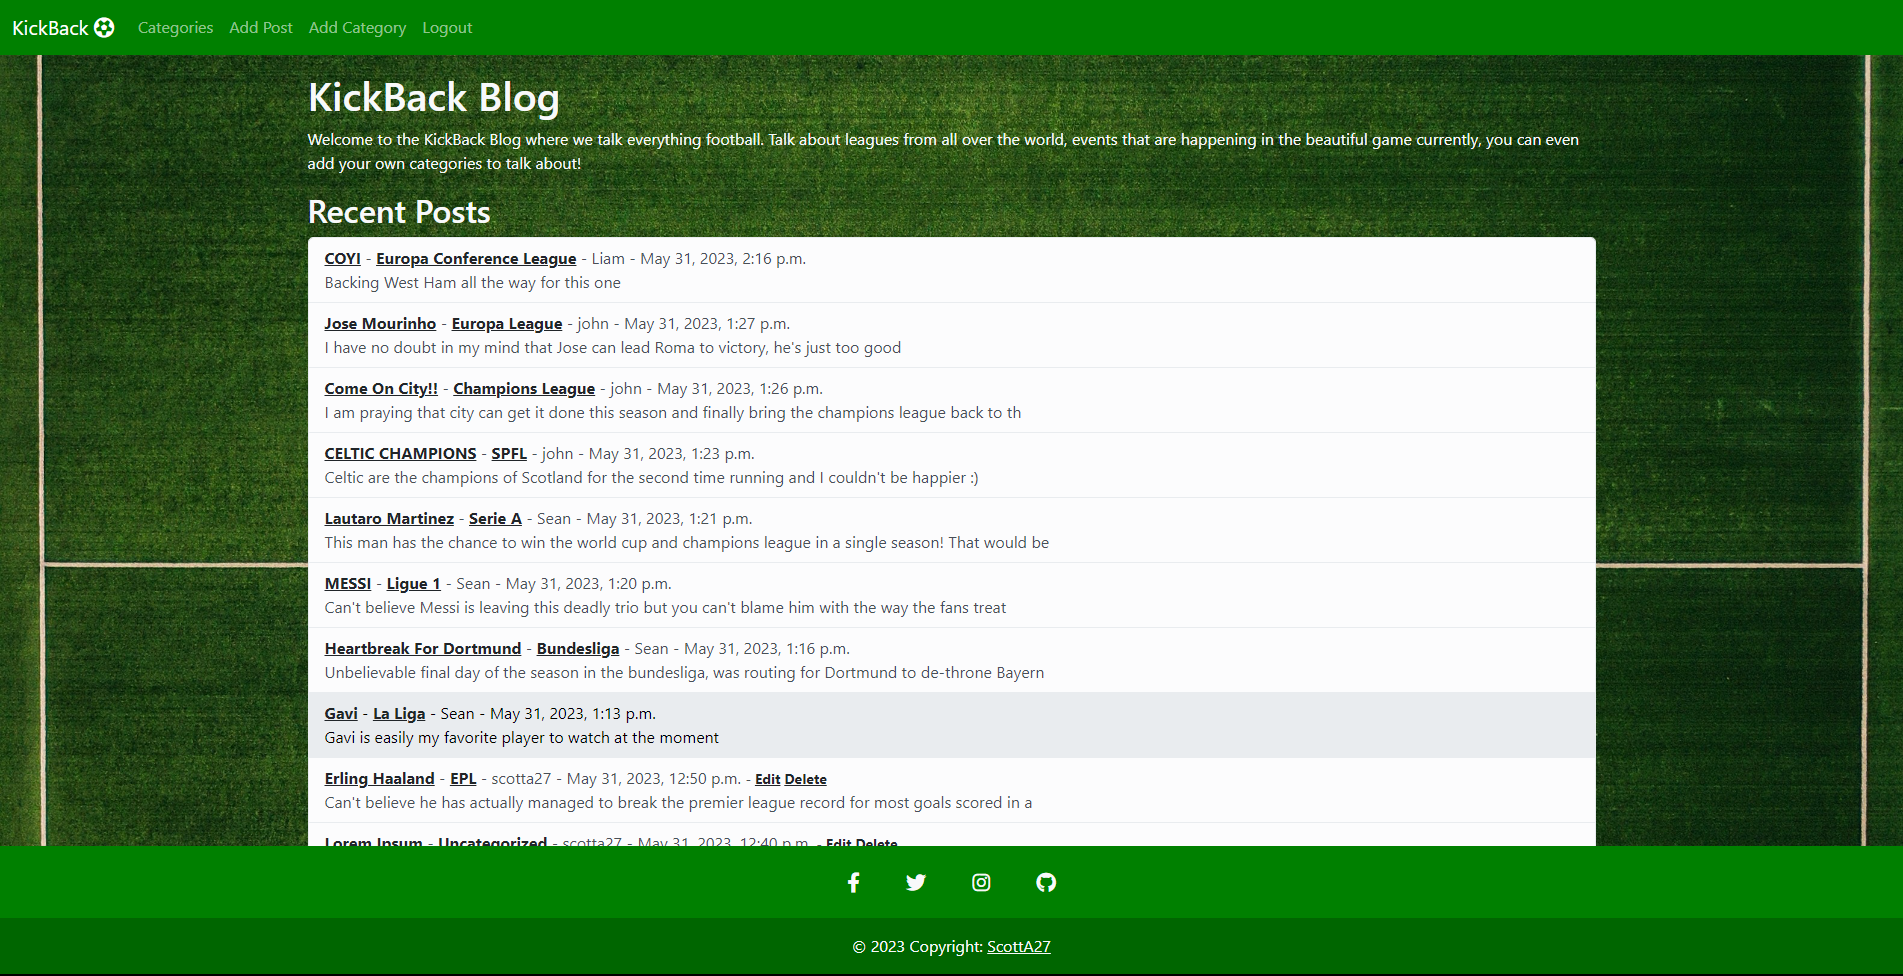 KickBack
Categories
Add Post
Add Category
Logout
KickBack Blog
Welcome to the KickBack Blog where we talk everything football. Talk about leagues from all over the world, events that are happening in the beautiful game currently, you can even
add your own categories to talk about!
Recent Posts
COYI - Europa Conference League - Liam - May 31, 2023, 2:16 p.m.
Backing West Ham all the way for this one
Jose Mourinho - Europa League - john - May 31, 2023, 1:27 p.m.
I have no doubt in my mind that Jose can lead Roma to victory, he's just too good
Come On City!! - Champions League - john - May 31, 2023, 1:26 p.m.
I am praying that city can get it done this season and finally bring the champions league back to th
CELTIC CHAMPIONS - SPFL - john - May 31, 2023, 1:23 p.m.
Celtic are the champions of Scotland for the second time running and I couldn't be happier :)
Lautaro Martinez - Serie A - Sean - May 31, 2023, 1:21 p.m.
This man has the chance to win the world cup and champions league in a single season! That would be
MESSI - Ligue 1 - Sean - May 31, 2023, 1:20 p.m.
Can't believe Messi is leaving this deadly trio but you can't blame him with the way the fans treat
Heartbreak For Dortmund - Bundesliga - Sean - May 31, 2023, 1:16 p.m.
Unbelievable final day of the season in the bundesliga, was routing for Dortmund to de-throne Bayern
Gavi - La Liga - Sean - May 31, 2023, 1:13 p.m.
Gavi is easily my favorite player to watch at the moment
Erling Haaland - EPL - scotta27 - May 31, 2023, 12:50 p.m. - Edit Delete
Can't believe he has actually managed to break the premier league record for most goals scored in a
Lorem Ipsum - Uncategorized - scotta27 - May 31, 2023, 12:40 p.m. - Edit Delete
© 2023 Copyright: ScottA27